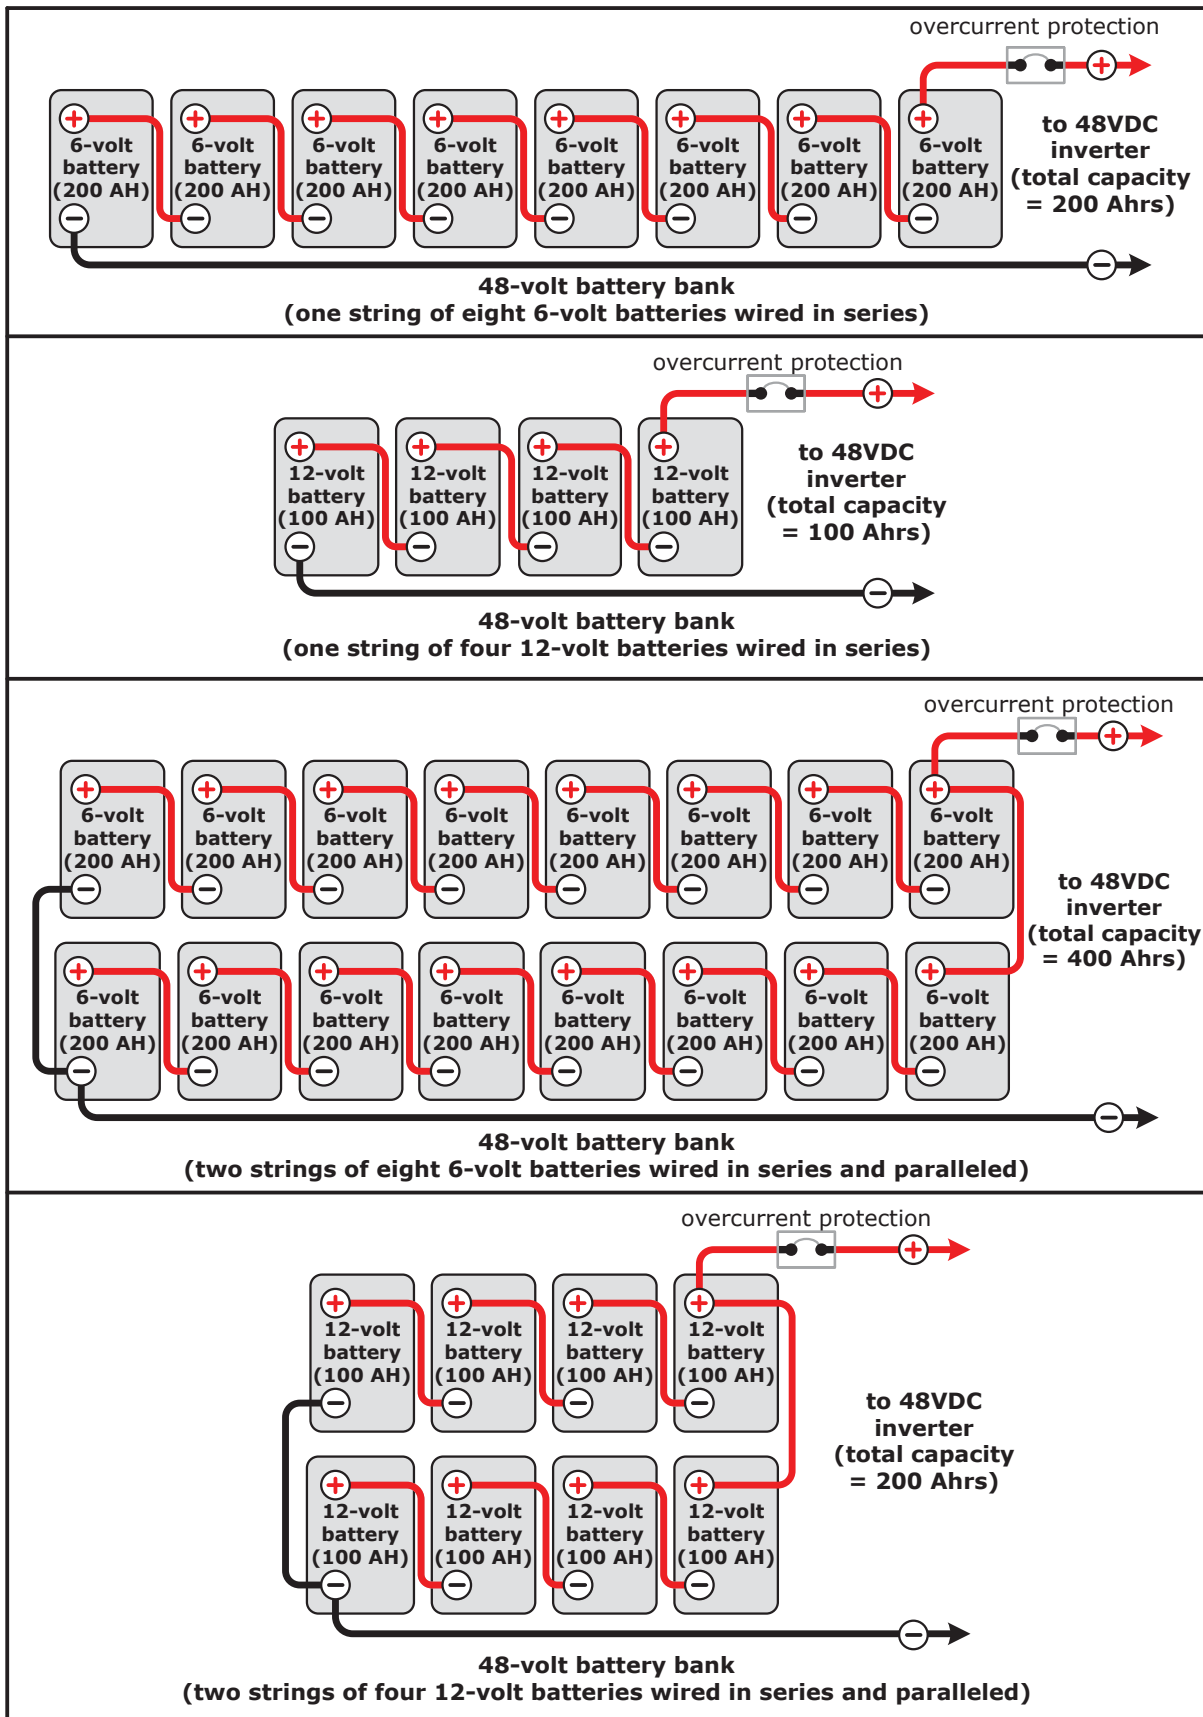 overcurrent protection
+
+ + + + + + + +
6-volt 6-volt 6-volt 6-volt 6-volt 6-volt 6-volt 6-volt
battery battery battery battery battery battery battery battery
(200 AH) (200 AH) (200 AH) (200 AH) (200 AH) (200 AH) (200 AH) (200 AH)
− − − − − − − −
to 48VDC
inverter
(total capacity
= 200 Ahrs)
−
48-volt battery bank
(one string of eight 6-volt batteries wired in series)
overcurrent protection
+
+ + + +
12-volt 12-volt 12-volt 12-volt
battery battery battery battery
(100 AH) (100 AH) (100 AH) (100 AH)
− − − −
to 48VDC
inverter
(total capacity
= 100 Ahrs)
−
48-volt battery bank
(one string of four 12-volt batteries wired in series)
overcurrent protection
+
+ + + + + + + +
6-volt 6-volt 6-volt 6-volt 6-volt 6-volt 6-volt 6-volt
battery battery battery battery battery battery battery battery
(200 AH) (200 AH) (200 AH) (200 AH) (200 AH) (200 AH) (200 AH) (200 AH)
− − − − − − − −
to 48VDC
inverter
(total capacity
= 400 Ahrs)
+ + + + + + + +
6-volt 6-volt 6-volt 6-volt 6-volt 6-volt 6-volt 6-volt
battery battery battery battery battery battery battery battery
(200 AH) (200 AH) (200 AH) (200 AH) (200 AH) (200 AH) (200 AH) (200 AH)
− − − − − − − −
−
48-volt battery bank
(two strings of eight 6-volt batteries wired in series and paralleled)
overcurrent protection
+
+ + + +
12-volt 12-volt 12-volt 12-volt
battery battery battery battery
(100 AH) (100 AH) (100 AH) (100 AH)
− − − −
to 48VDC
inverter
(total capacity
= 200 Ahrs)
+ + + +
12-volt 12-volt 12-volt 12-volt
battery battery battery battery
(100 AH) (100 AH) (100 AH) (100 AH)
− − − −
−
48-volt battery bank
(two strings of four 12-volt batteries wired in series and paralleled)